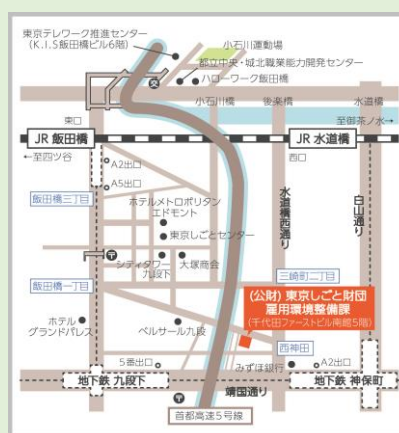 東京テレワーク推進センター
(K.I.S飯田橋ビル6階)
小石川運動場
都立中央・城北職業能力開発センター
ハローワーク飯田橋
小石川橋
後楽橋
水道橋
至御茶ノ水→
東口
JR 飯田橋
JR 水道橋
←至四ツ谷
西口
A2出口
A5出口
飯田橋三丁目
ホテルメトロポリタン
エドモント
東京しごとセンター
水道橋西通り
白山通り
シティタワー
九段下
大塚商会
三崎町二丁目
飯田橋一丁目
(公財) 東京しごと財団
雇用環境整備課
(千代田ファーストビル南館5階)
ホテル
グランドパレス
ベルサール九段
西神田
5番出口
みずほ銀行
A2出口
地下鉄 九段下
地下鉄 神保町
靖国通り
首都高速5号線